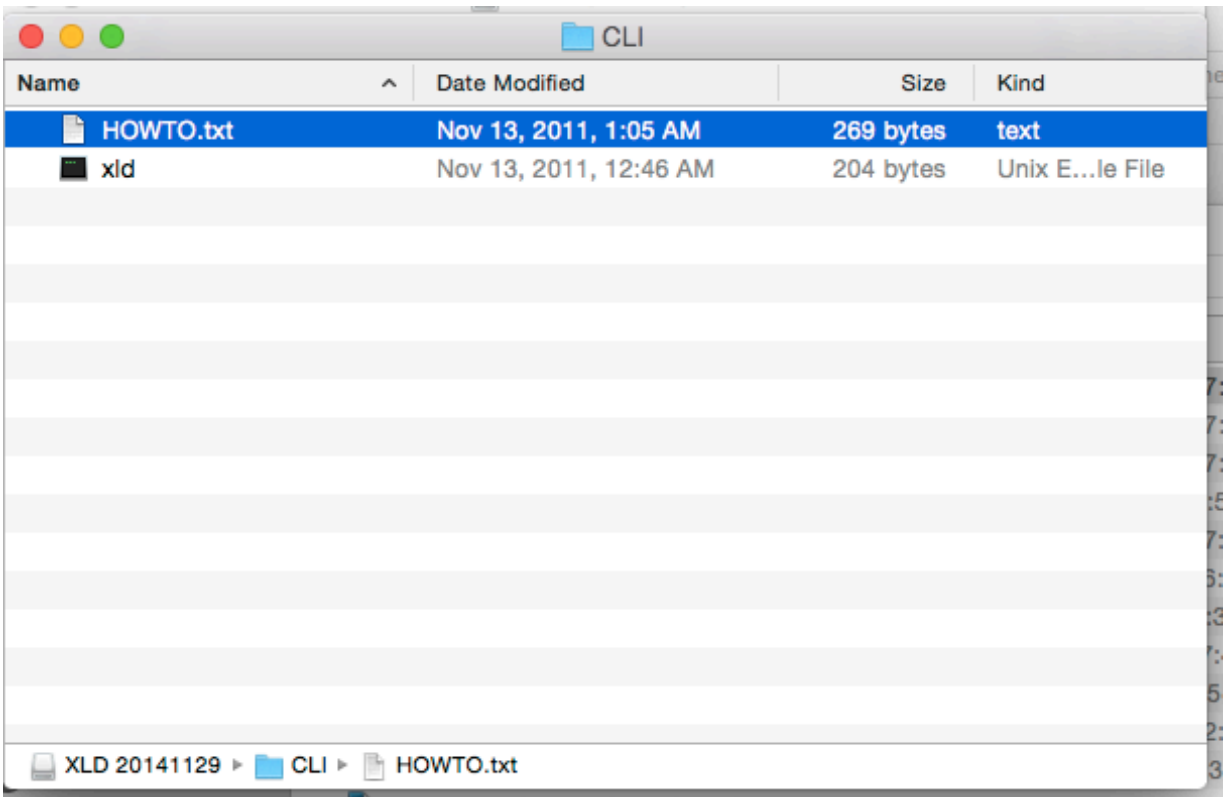 CLI
Name Date Modified Size Kind
HOWTO.txt Nov 13, 2011, 1:05 AM 269 bytes text
xld Nov 13, 2011, 12:46 AM 204 bytes Unix E...le File
XLD 20141129 ▸ CLI ▸ HOWTO.txt